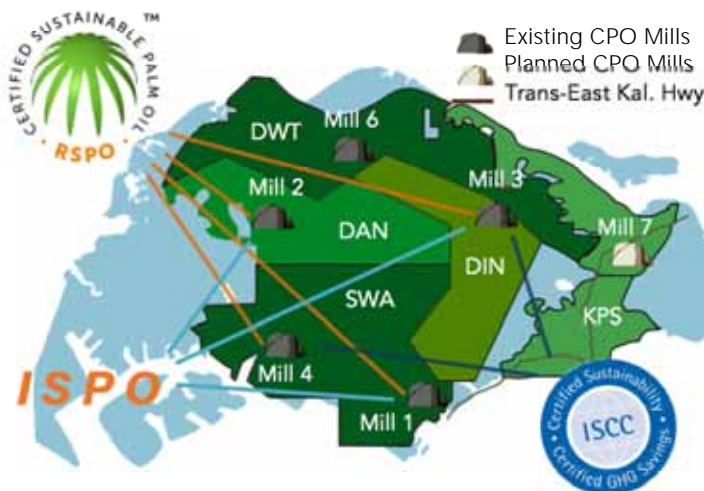 CERTIFIED SUSTAINABLE PALM OIL™
· RSPO ·
Existing CPO Mills
Planned CPO Mills
Trans-East Kal. Hwy
DWT
Mill 6
L
Mill 2
Mill 3
DAN
Mill 7
DIN
SWA
KPS
ISPO
Mill 4
Mill 1
Certified Sustainability
ISCC
Certified GHG Savings